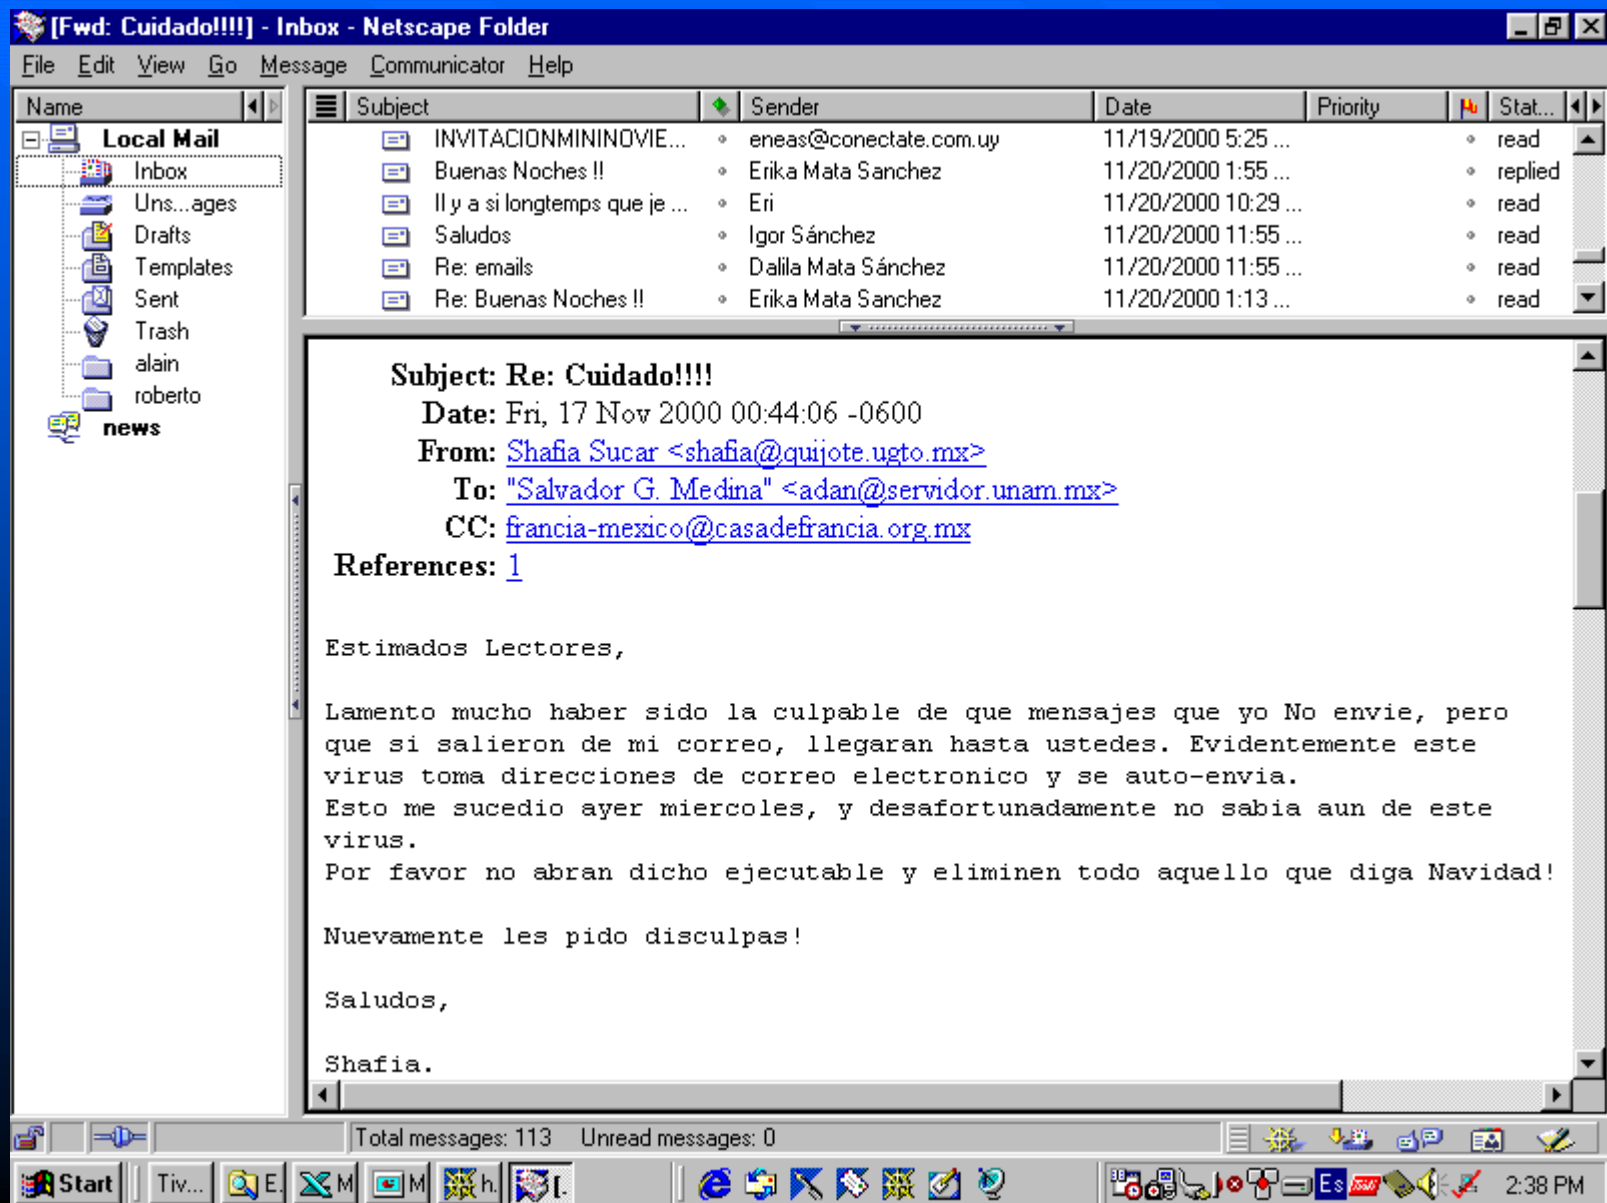 [Fwd: Cuidado!!!!] - Inbox - Netscape Folder
File Edit View Go Message Communicator Help
Name
Local Mail
Inbox
Uns...ages
Drafts
Templates
Sent
Trash
alain
roberto
news
Subject Sender Date Priority Stat...
INVITACIONMININOVIE... eneas@conectate.com.uy 11/19/2000 5:25 ... read
Buenas Noches !! Erika Mata Sanchez 11/20/2000 1:55 ... replied
Il y a si longtemps que je ... Eri 11/20/2000 10:29 ... read
Saludos Igor Sánchez 11/20/2000 11:55 ... read
Re: emails Dalila Mata Sánchez 11/20/2000 11:55 ... read
Re: Buenas Noches !! Erika Mata Sanchez 11/20/2000 1:13 ... read
Subject: Re: Cuidado!!!!
Date: Fri, 17 Nov 2000 00:44:06 -0600
From: Shafia Sucar <shafia@quijote.ugto.mx>
To: "Salvador G. Medina" <adan@servidor.unam.mx>
CC: francia-mexico@casadefrancia.org.mx
References: 1
Estimados Lectores,
Lamento mucho haber sido la culpable de que mensajes que yo No envie, pero
que si salieron de mi correo, llegaran hasta ustedes. Evidentemente este
virus toma direcciones de correo electronico y se auto-envia.
Esto me sucedio ayer miercoles, y desafortunadamente no sabia aun de este
virus.
Por favor no abran dicho ejecutable y eliminen todo aquello que diga Navidad!
Nuevamente les pido disculpas!
Saludos,
Shafia.
Total messages: 113 Unread messages: 0
Start Tiv... E. M M h. [. Es 2:38 PM